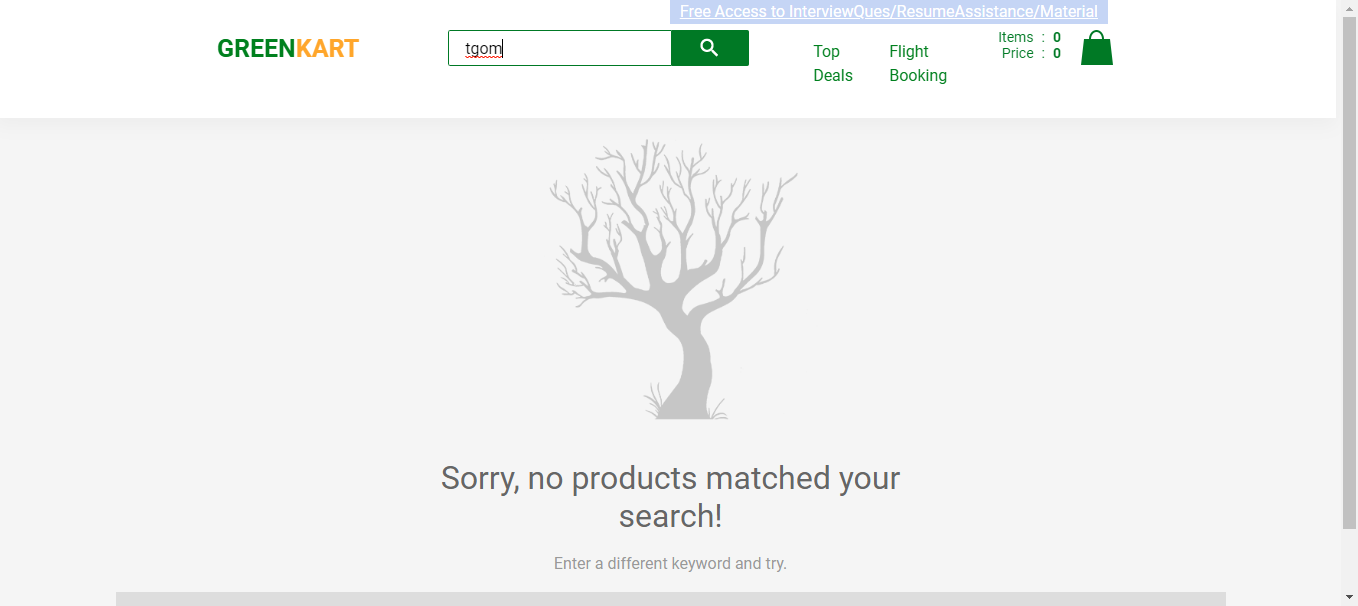 Free Access to InterviewQues/ResumeAssistance/Material
GREENKART
tgom
Top
Deals
Flight
Booking
Items : 0
Price : 0
Sorry, no products matched your
search!
Enter a different keyword and try.